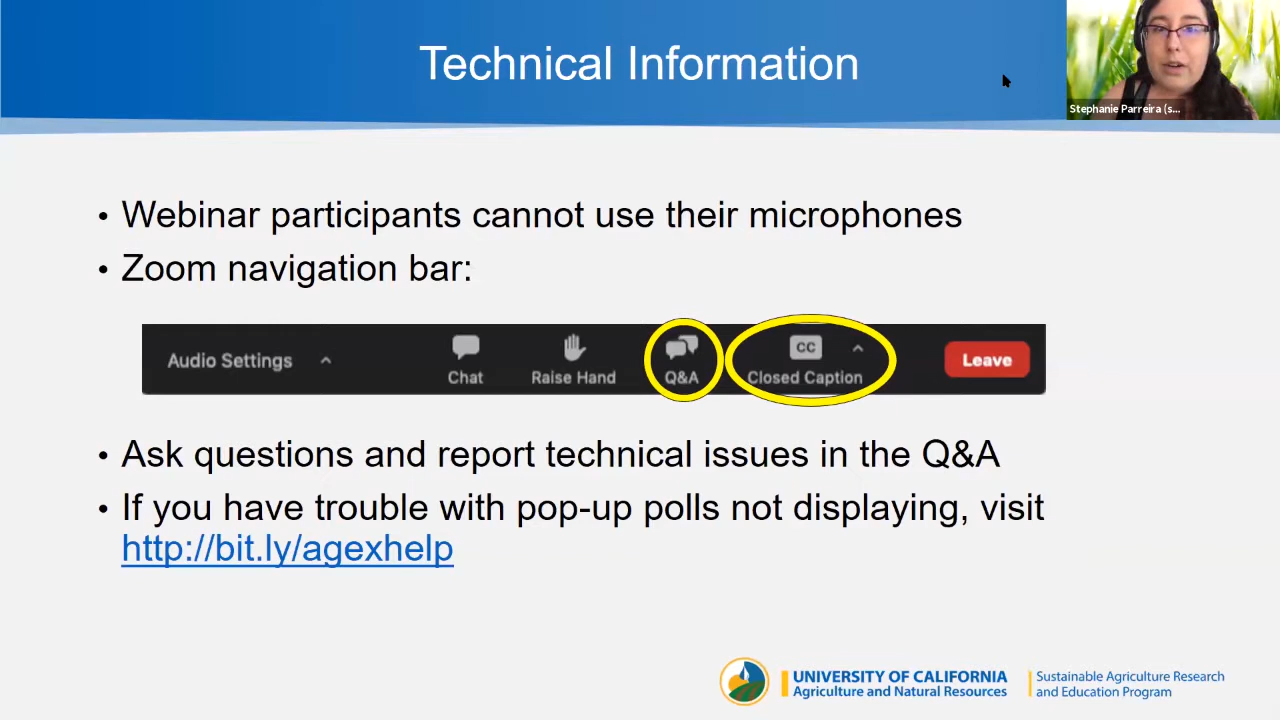 Technical Information
Stephanie Parreira (s...
• Webinar participants cannot use their microphones
• Zoom navigation bar:
Audio Settings
Chat
Raise Hand
Q&A
CC
Closed Caption
Leave
• Ask questions and report technical issues in the Q&A
• If you have trouble with pop-up polls not displaying, visit
http://bit.ly/agexhelp
UNIVERSITY OF CALIFORNIA
Agriculture and Natural Resources
Sustainable Agriculture Research
and Education Program